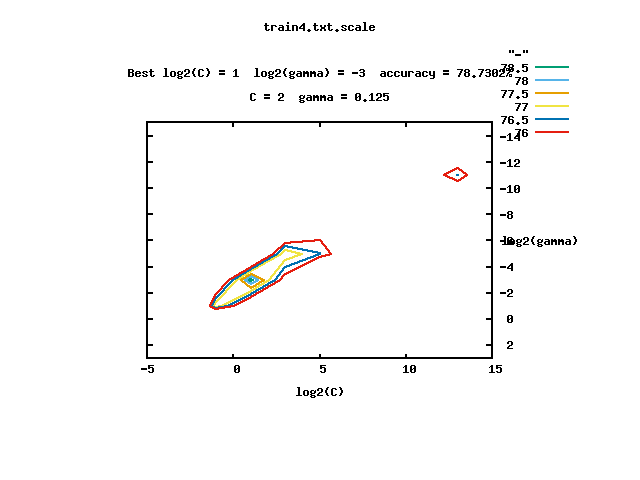 train4.txt.scale
"-"
Best log2(C) = 1 log2(gamma) = -3 accuracy = 78.7302%
78.5
78
C = 2 gamma = 0.125
77.5
77
76.5
76
-14
-12
-10
-8
-6
log2(gamma)
-4
-2
0
2
-5 0 5 10 15
log2(C)